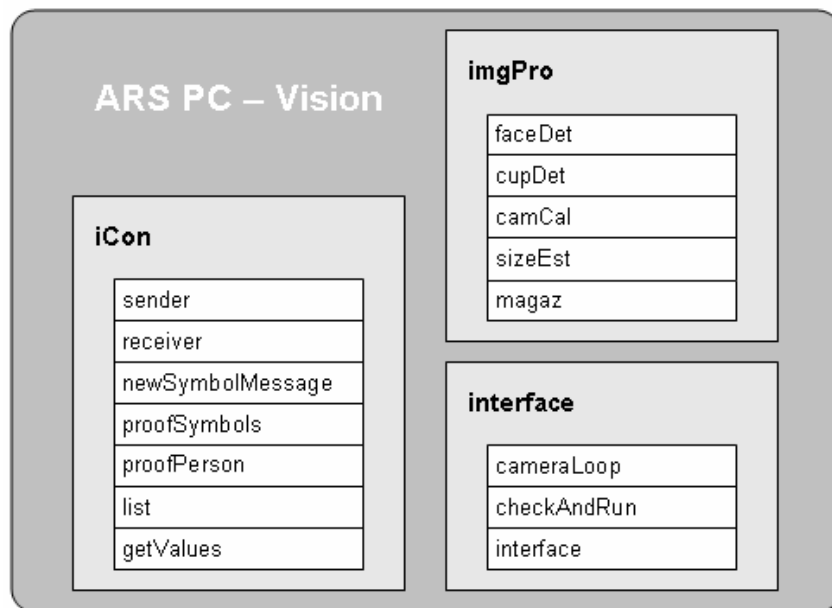 ARS PC – Vision
iCon
sender
receiver
newSymbolMessage
proofSymbols
proofPerson
list
getValues
imgPro
faceDet
cupDet
camCal
sizeEst
magaz
interface
cameraLoop
checkAndRun
interface